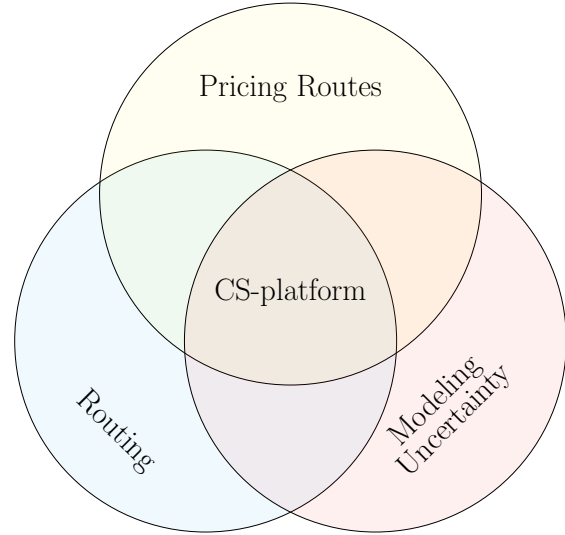 Pricing Routes
CS-platform
Routing
Modeling
Uncertainty